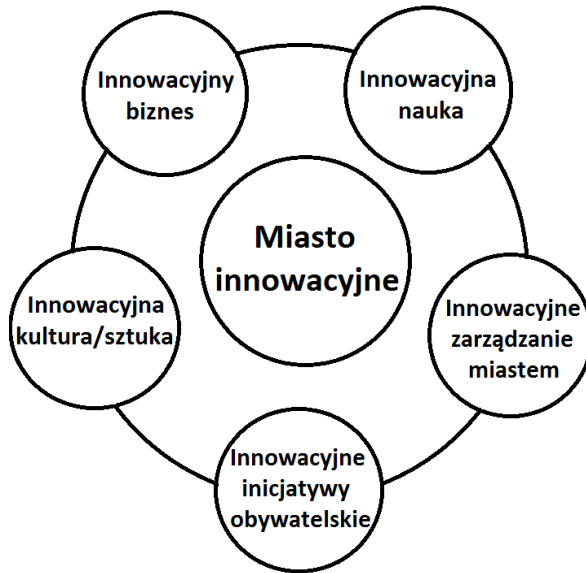 Innowacyjny
biznes
Innowacyjna
nauka
Miasto
innowacyjne
Innowacyjna
kultura/sztuka
Innowacyjne
zarządzanie
miastem
Innowacyjne
inicjatywy
obywatelskie